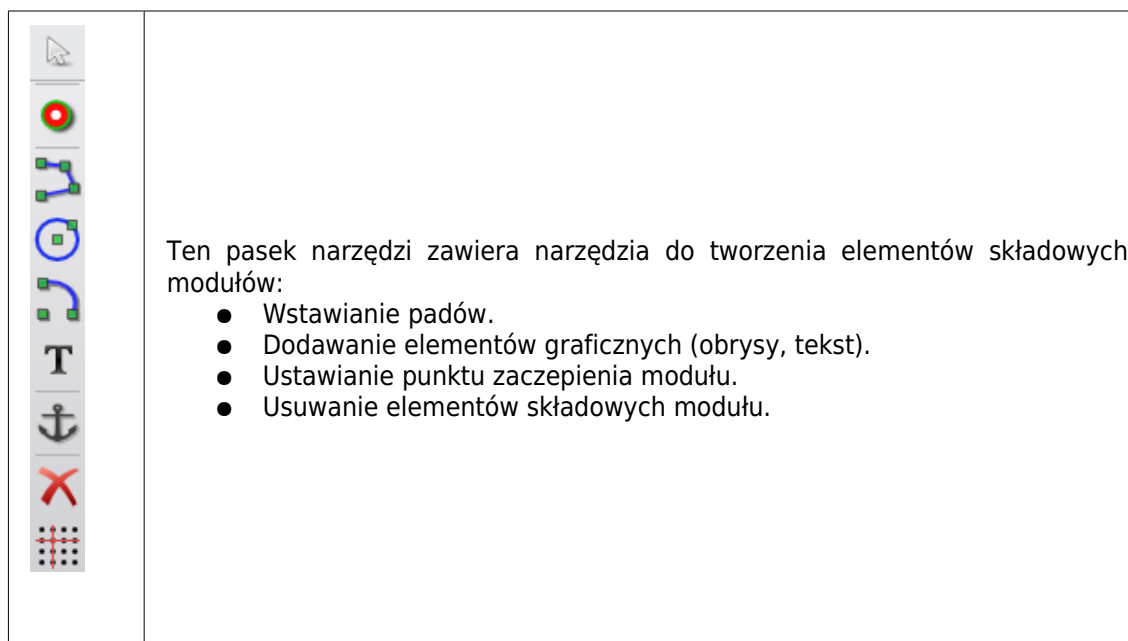 Ten pasek narzędzi zawiera narzędzia do tworzenia elementów składowych
modułów:
● Wstawianie padów.
● Dodawanie elementów graficznych (obrysy, tekst).
● Ustawianie punktu zaczepienia modułu.
● Usuwanie elementów składowych modułu.
T